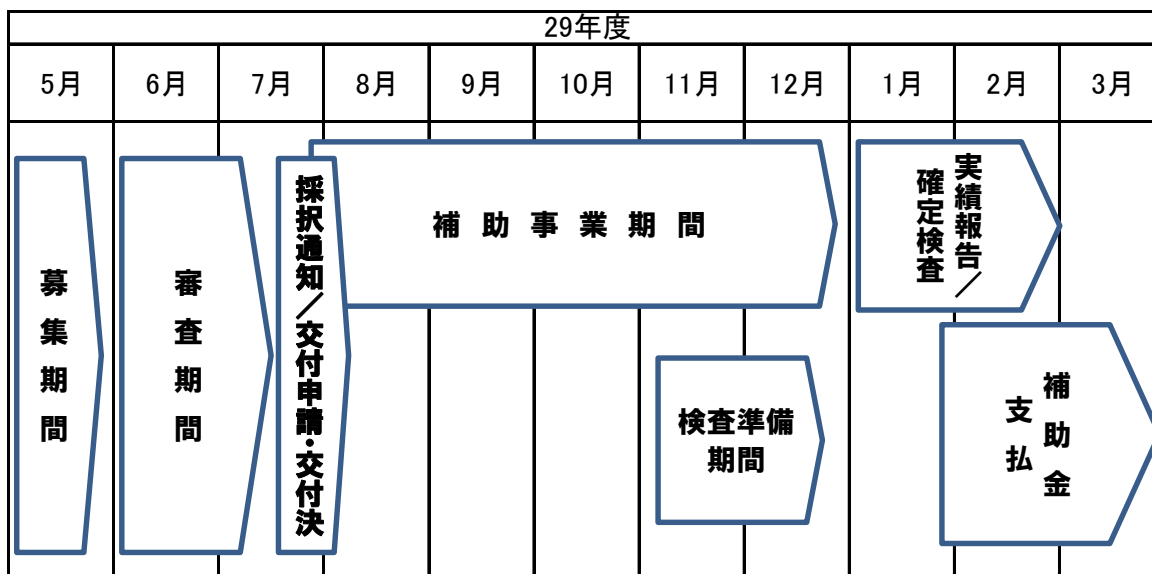 29年度
5月 6月 7月 8月 9月 10月 11月 12月 1月 2月 3月
募集期間
審査期間
採択通知／交付申請・交付決
補助事業期間
検査準備
期間
実績報告／
確定検査
補助金
支払